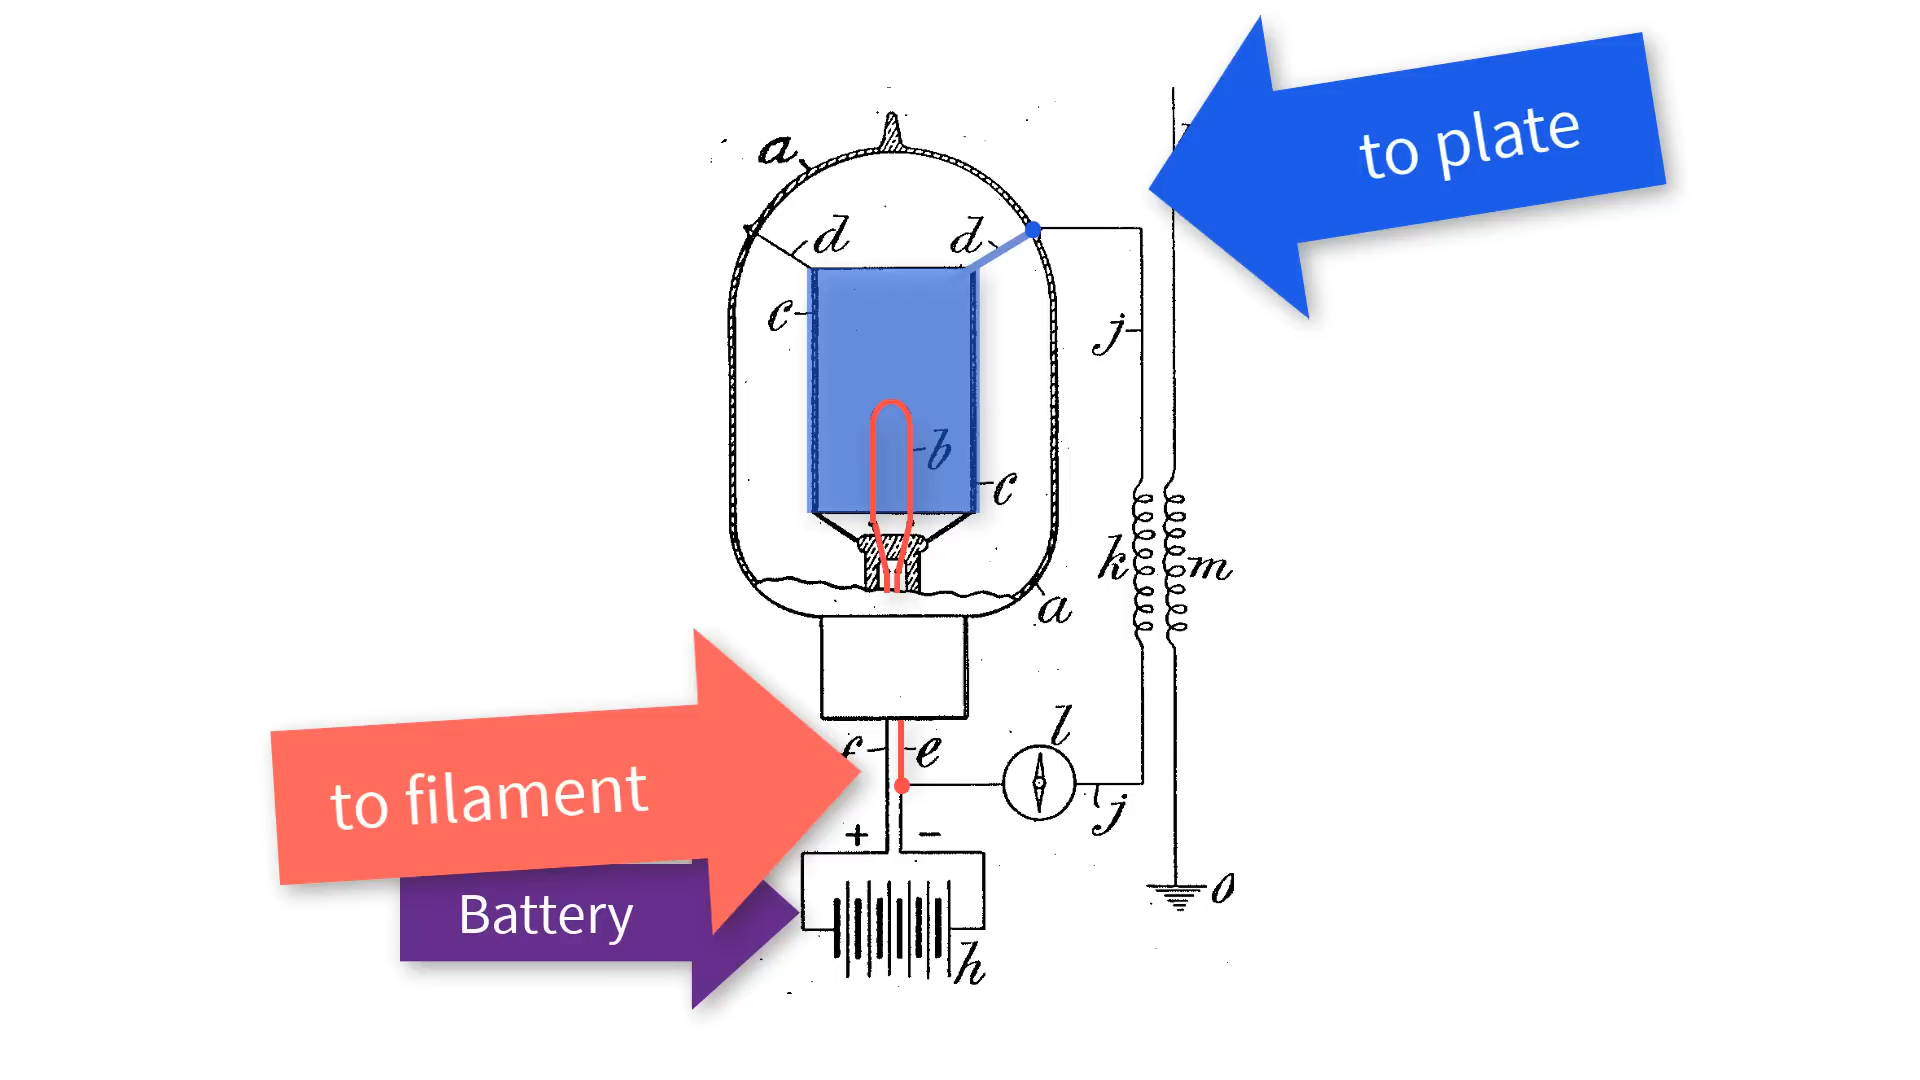 to plate
a
d d
c
j
b
c
k m
a
l
f e
to filament
j
+ −
Battery
o
h